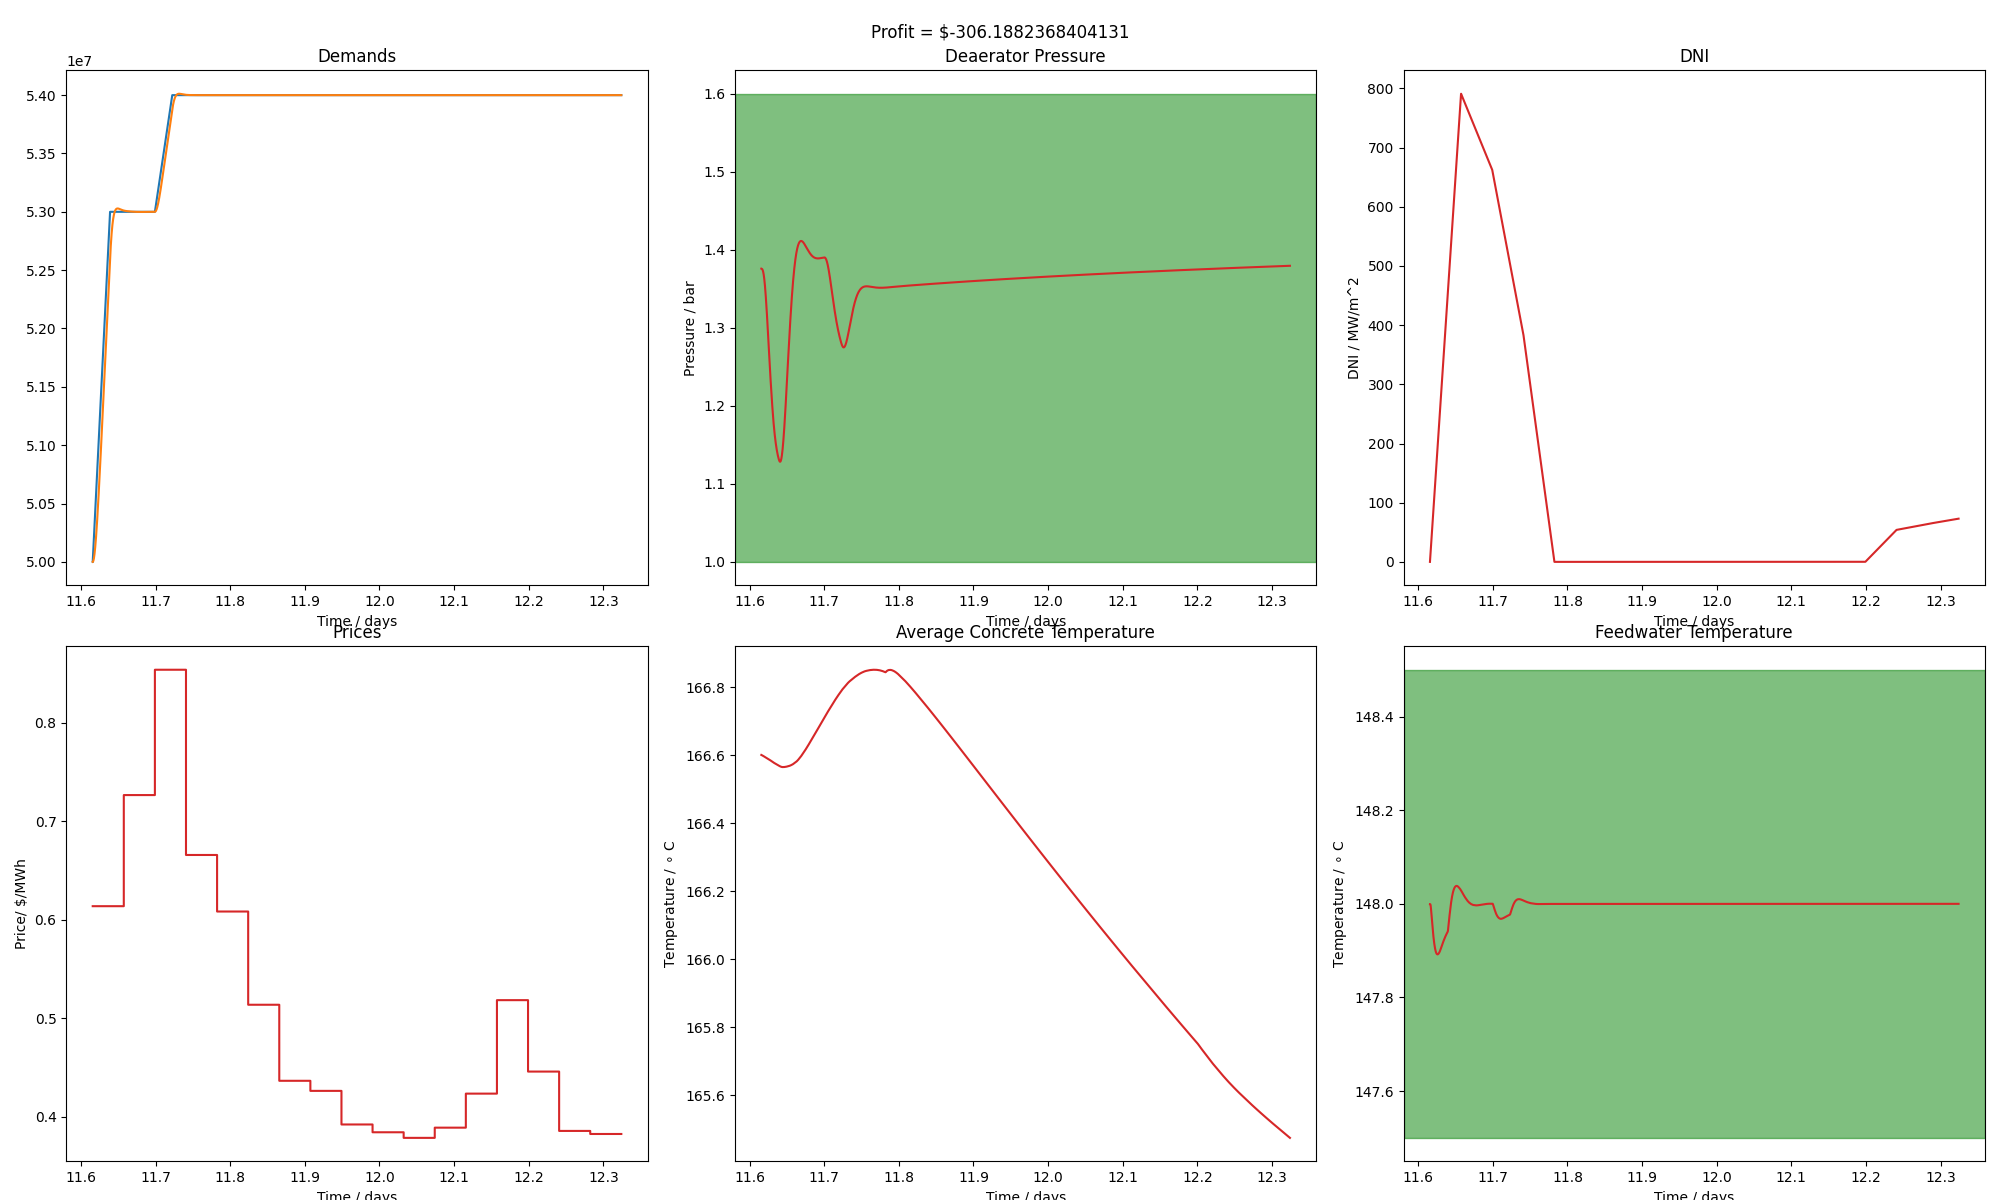 Profit = $-306.1882368404131
Demands
1e7
5.40
5.35
5.30
5.25
5.20
5.15
5.10
5.05
5.00
11.6 11.7 11.8 11.9 12.0 12.1 12.2 12.3
Time / days
Deaerator Pressure
Pressure / bar
1.6
1.5
1.4
1.3
1.2
1.1
1.0
11.6 11.7 11.8 11.9 12.0 12.1 12.2 12.3
Time / days
DNI
DNI / MW/m^2
800
700
600
500
400
300
200
100
0
11.6 11.7 11.8 11.9 12.0 12.1 12.2 12.3
Time / days
Prices
Price/ $/MWh
0.8
0.7
0.6
0.5
0.4
11.6 11.7 11.8 11.9 12.0 12.1 12.2 12.3
Time / days
Average Concrete Temperature
Temperature / ∘ C
166.8
166.6
166.4
166.2
166.0
165.8
165.6
11.6 11.7 11.8 11.9 12.0 12.1 12.2 12.3
Time / days
Feedwater Temperature
Temperature / ∘ C
148.4
148.2
148.0
147.8
147.6
11.6 11.7 11.8 11.9 12.0 12.1 12.2 12.3
Time / days